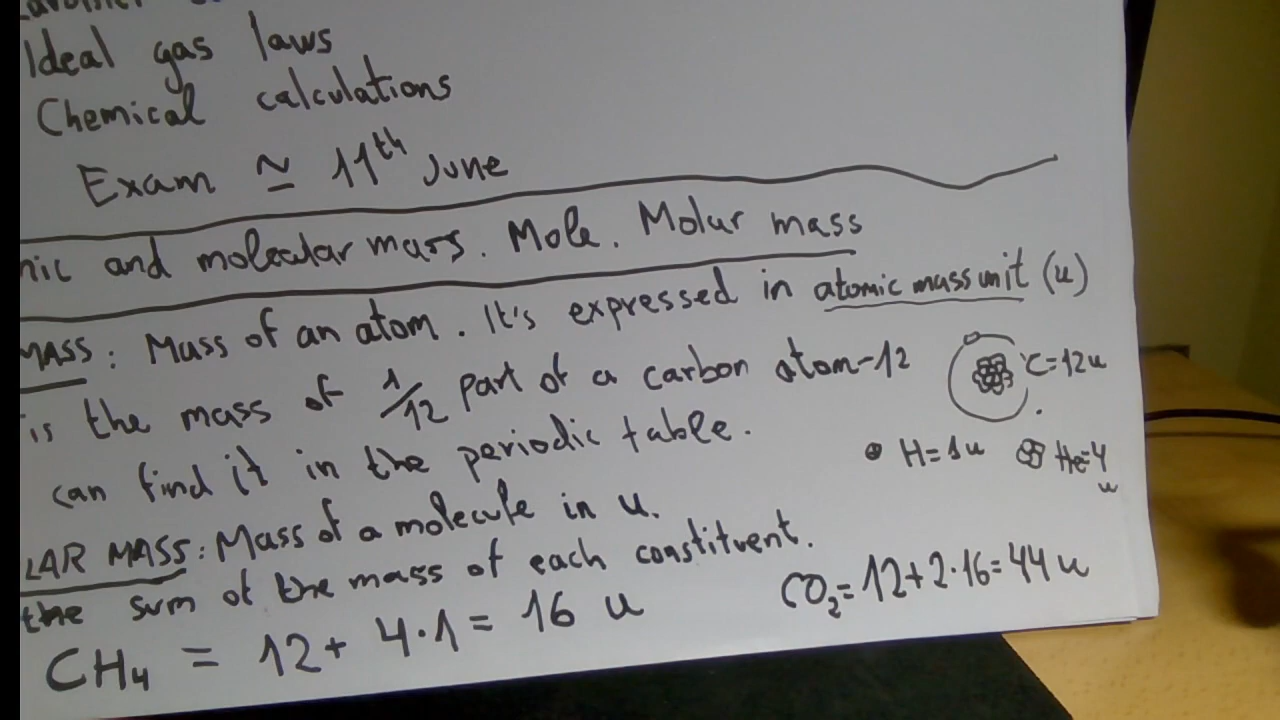 Ideal gas laws
Chemical calculations
Exam ≃ 11th June
nic and molecular mass. Mole. Molar mass
MASS: Mass of an atom. It's expressed in atomic mass unit (u)
is the mass of 1/12 part of a carbon atom-12
C=12u
can find it in the periodic table.
H=1u He=4u
LAR MASS: Mass of a molecule in u.
the sum of the mass of each constituent.
CH4 = 12+ 4·1 = 16 u
CO2=12+2·16=44u